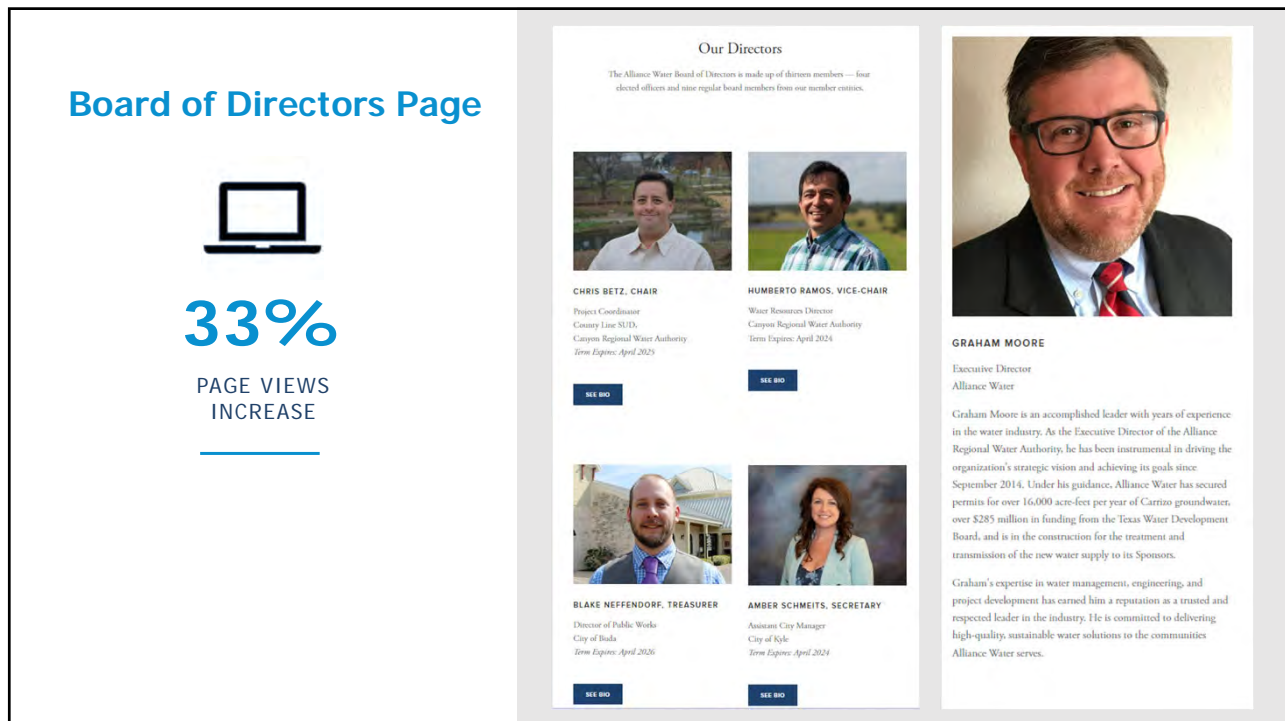 Board of Directors Page
33%
PAGE VIEWS
INCREASE
Our Directors
The Alliance Water Board of Directors is made up of thirteen members — four
elected officers and nine regular board members from our member entities.
CHRIS BETZ, CHAIR
Project Coordinator
County Line SUD,
Canyon Regional Water Authority
Term Expires: April 2025
SEE BIO
HUMBERTO RAMOS, VICE-CHAIR
Water Resources Director
Canyon Regional Water Authority
Term Expires: April 2024
SEE BIO
BLAKE NEFFENDORF, TREASURER
Director of Public Works
City of Buda
Term Expires: April 2026
SEE BIO
AMBER SCHMEITS, SECRETARY
Assistant City Manager
City of Kyle
Term Expires: April 2024
SEE BIO
GRAHAM MOORE
Executive Director
Alliance Water
Graham Moore is an accomplished leader with years of experience
in the water industry. As the Executive Director of the Alliance
Regional Water Authority, he has been instrumental in driving the
organization's strategic vision and achieving its goals since
September 2014. Under his guidance, Alliance Water has secured
permits for over 16,000 acre-feet per year of Carrizo groundwater,
over $285 million in funding from the Texas Water Development
Board, and is in the construction for the treatment and
transmission of the new water supply to its Sponsors.
Graham's expertise in water management, engineering, and
project development has earned him a reputation as a trusted and
respected leader in the industry. He is committed to delivering
high-quality, sustainable water solutions to the communities
Alliance Water serves.